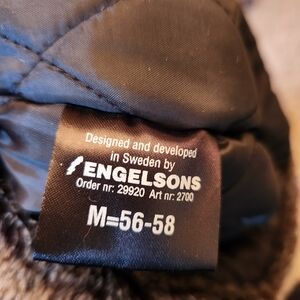 Designed and developed
in Sweden by
ENGELSONS
Order nr: 29920 Art nr: 2700
M=56-58